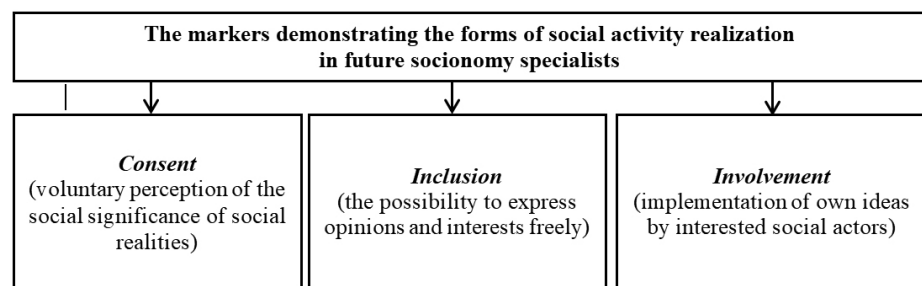 The markers demonstrating the forms of social activity realization
in future socionomy specialists
Consent
(voluntary perception of the
social significance of social
realities)
Inclusion
(the possibility to express
opinions and interests freely)
Involvement
(implementation of own ideas
by interested social actors)